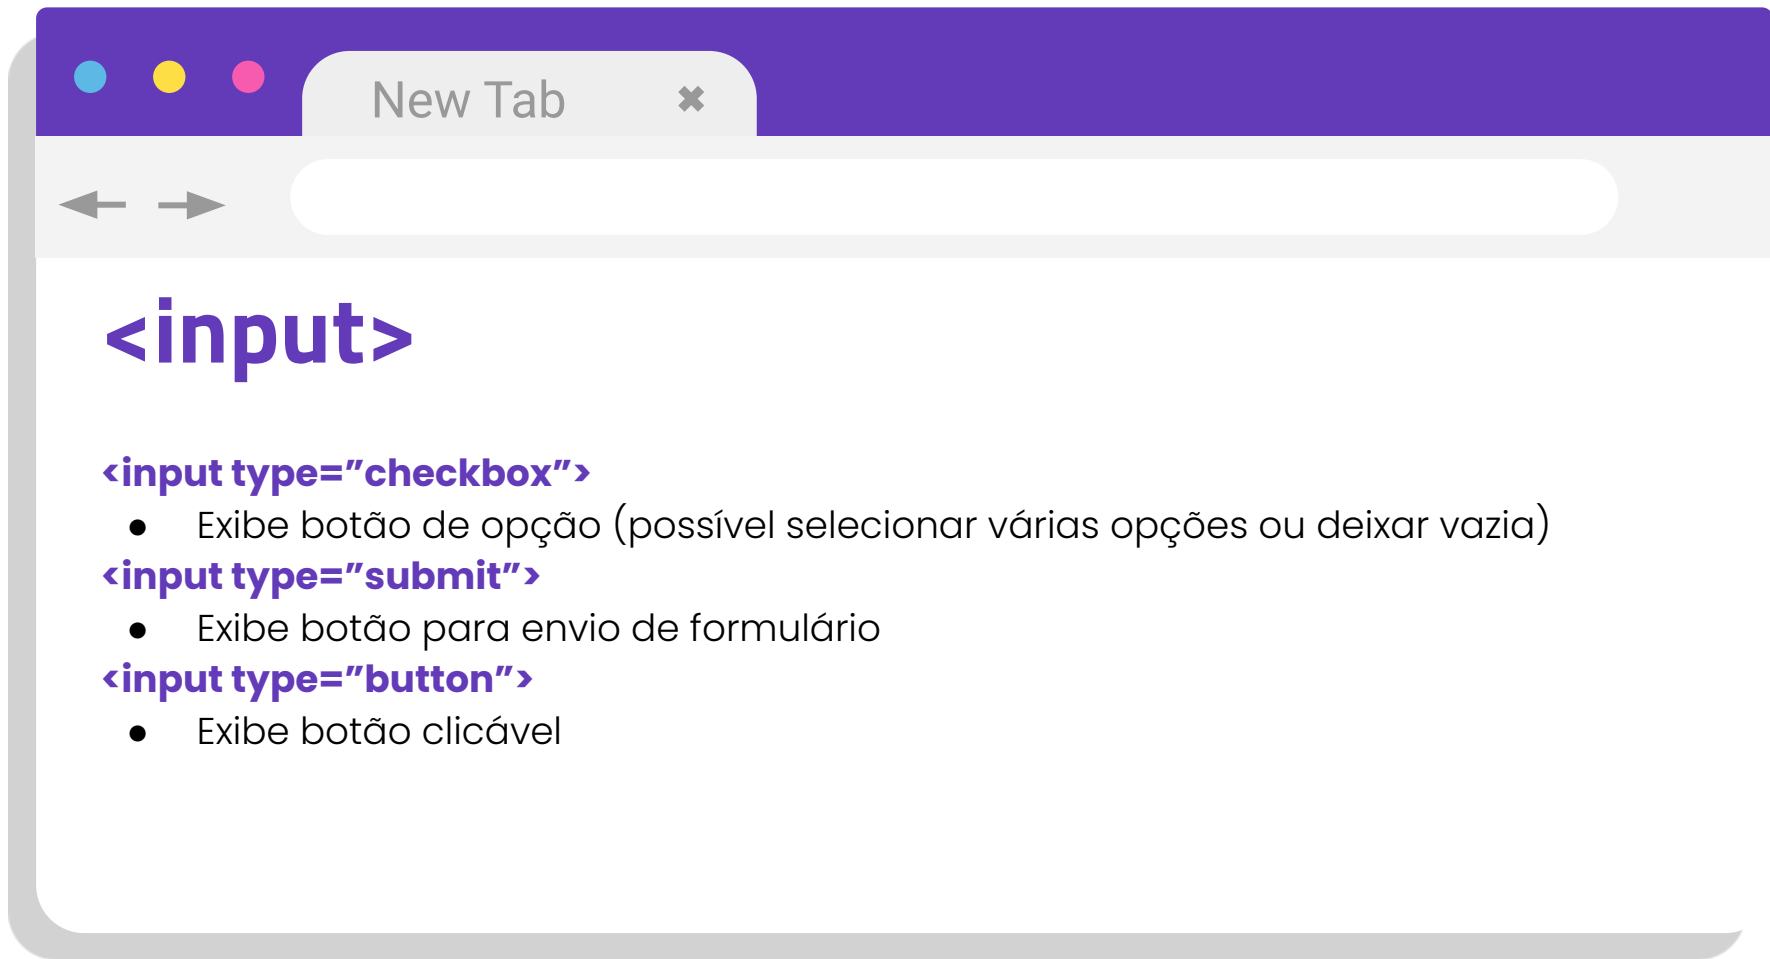 New Tab ✖
<input>
<input type=”checkbox”>
● Exibe botão de opção (possível selecionar várias opções ou deixar vazia)
<input type=”submit”>
● Exibe botão para envio de formulário
<input type=”button”>
● Exibe botão clicável